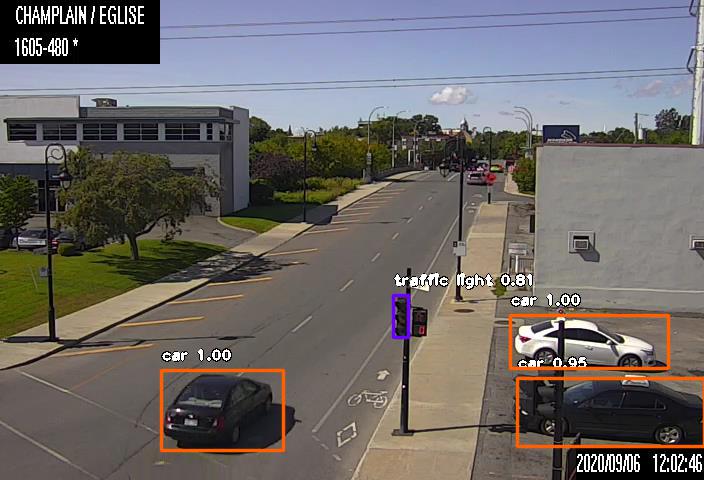 CHAMPLAIN / EGLISE
1605-480 *
traffic light 0.81
car 1.00
car 1.00
car 0.95
2020/09/06 12:02:46